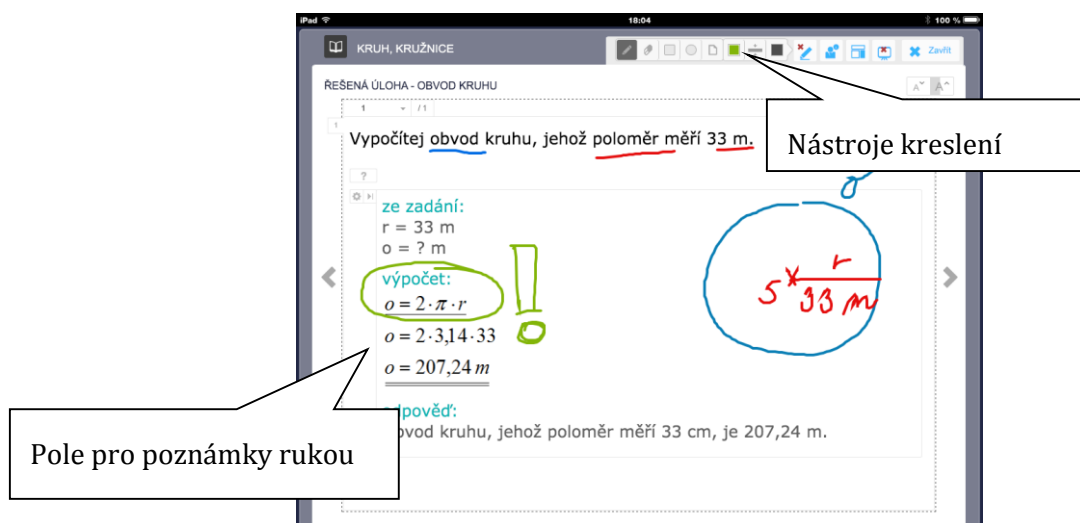 iPad 18:04 100 %
KRUH, KRUŽNICE Zavřít
ŘEŠENÁ ÚLOHA - OBVOD KRUHU A A
1 / 1
1
Vypočítej obvod kruhu, jehož poloměr měří 33 m.
Nástroje kreslení
?
o
ze zadání:
r = 33 m
o = ? m
výpočet:
o = 2·π·r
!
o = 2·3,14·33
o = 207,24 m
r
S 33 m
odpověď:
bvod kruhu, jehož poloměr měří 33 cm, je 207,24 m.
Pole pro poznámky rukou